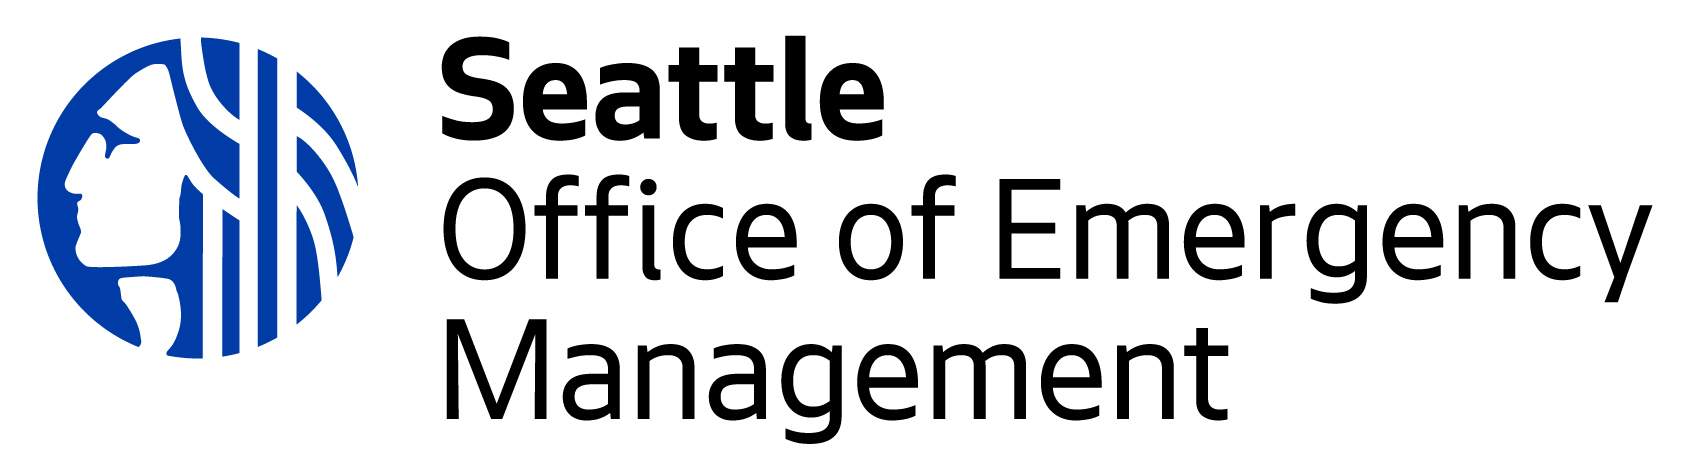 Seattle
Office of Emergency
Management